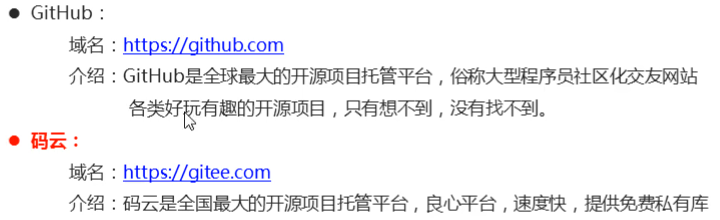 ● GitHub：
域名：https://github.com
介绍：GitHub是全球最大的开源项目托管平台，俗称大型程序员社区化交友网站
各类好玩有趣的开源项目，只有想不到，没有找不到。
● 码云：
域名：https://gitee.com
介绍：码云是全国最大的开源项目托管平台，良心平台，速度快，提供免费私有库